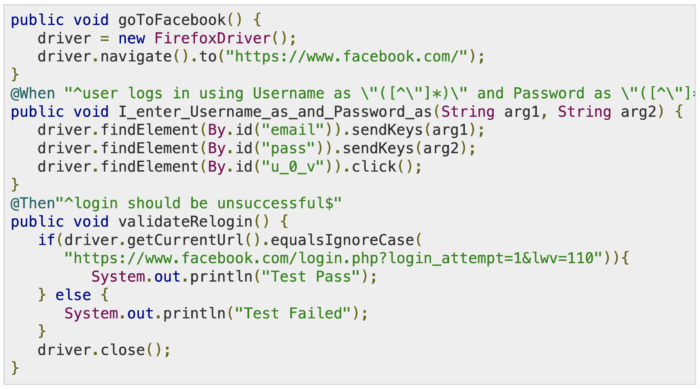 public void goToFacebook() {
driver = new FirefoxDriver();
driver.navigate().to("https://www.facebook.com/");
}
@When "^user logs in using Username as \"([^\"]*)\" and Password as \"([^\"]*
public void I_enter_Username_as_and_Password_as(String arg1, String arg2) {
driver.findElement(By.id("email")).sendKeys(arg1);
driver.findElement(By.id("pass")).sendKeys(arg2);
driver.findElement(By.id("u_0_v")).click();
}
@Then"^login should be unsuccessful$"
public void validateRelogin() {
if(driver.getCurrentUrl().equalsIgnoreCase(
"https://www.facebook.com/login.php?login_attempt=1&lwv=110")){
System.out.println("Test Pass");
} else {
System.out.println("Test Failed");
}
driver.close();
}